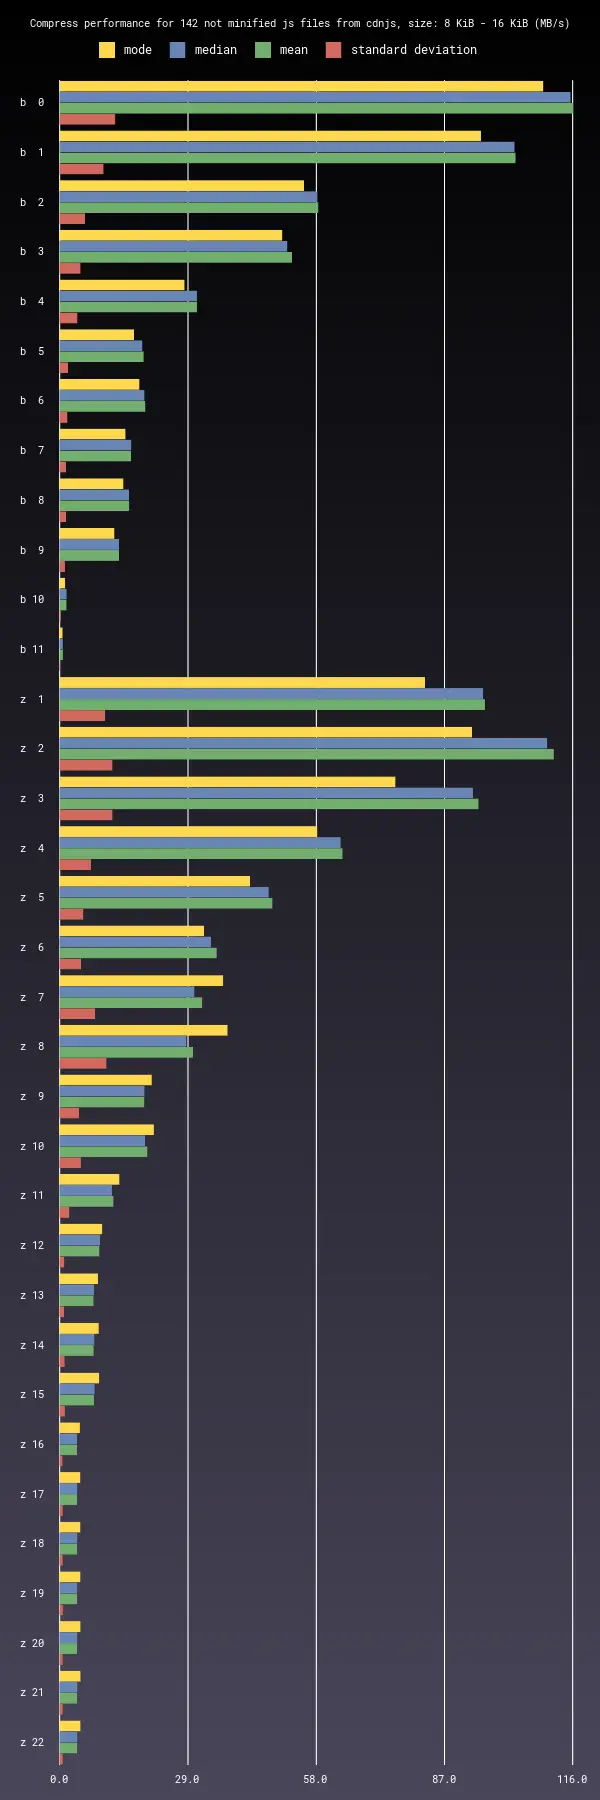 Compress performance for 142 not minified js files from cdnjs, size: 8 KiB - 16 KiB (MB/s)
mode median mean standard deviation
b 0
b 1
b 2
b 3
b 4
b 5
b 6
b 7
b 8
b 9
b 10
b 11
z 1
z 2
z 3
z 4
z 5
z 6
z 7
z 8
z 9
z 10
z 11
z 12
z 13
z 14
z 15
z 16
z 17
z 18
z 19
z 20
z 21
z 22
0.0 29.0 58.0 87.0 116.0